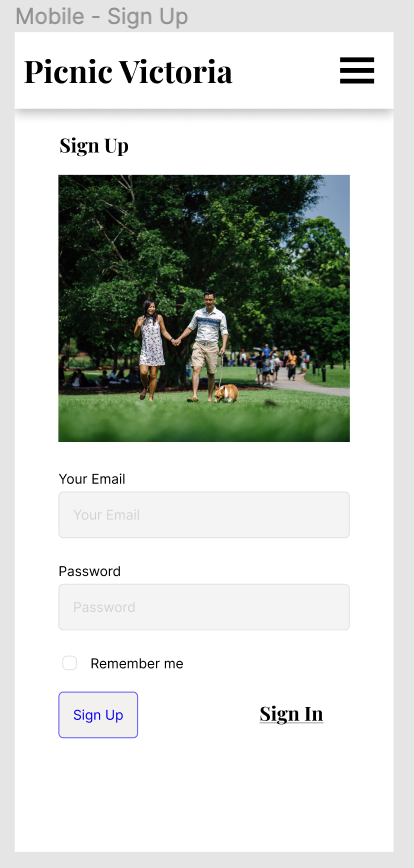 Mobile - Sign Up
Picnic Victoria
Sign Up
Your Email
Your Email
Password
Password
Remember me
Sign Up
Sign In